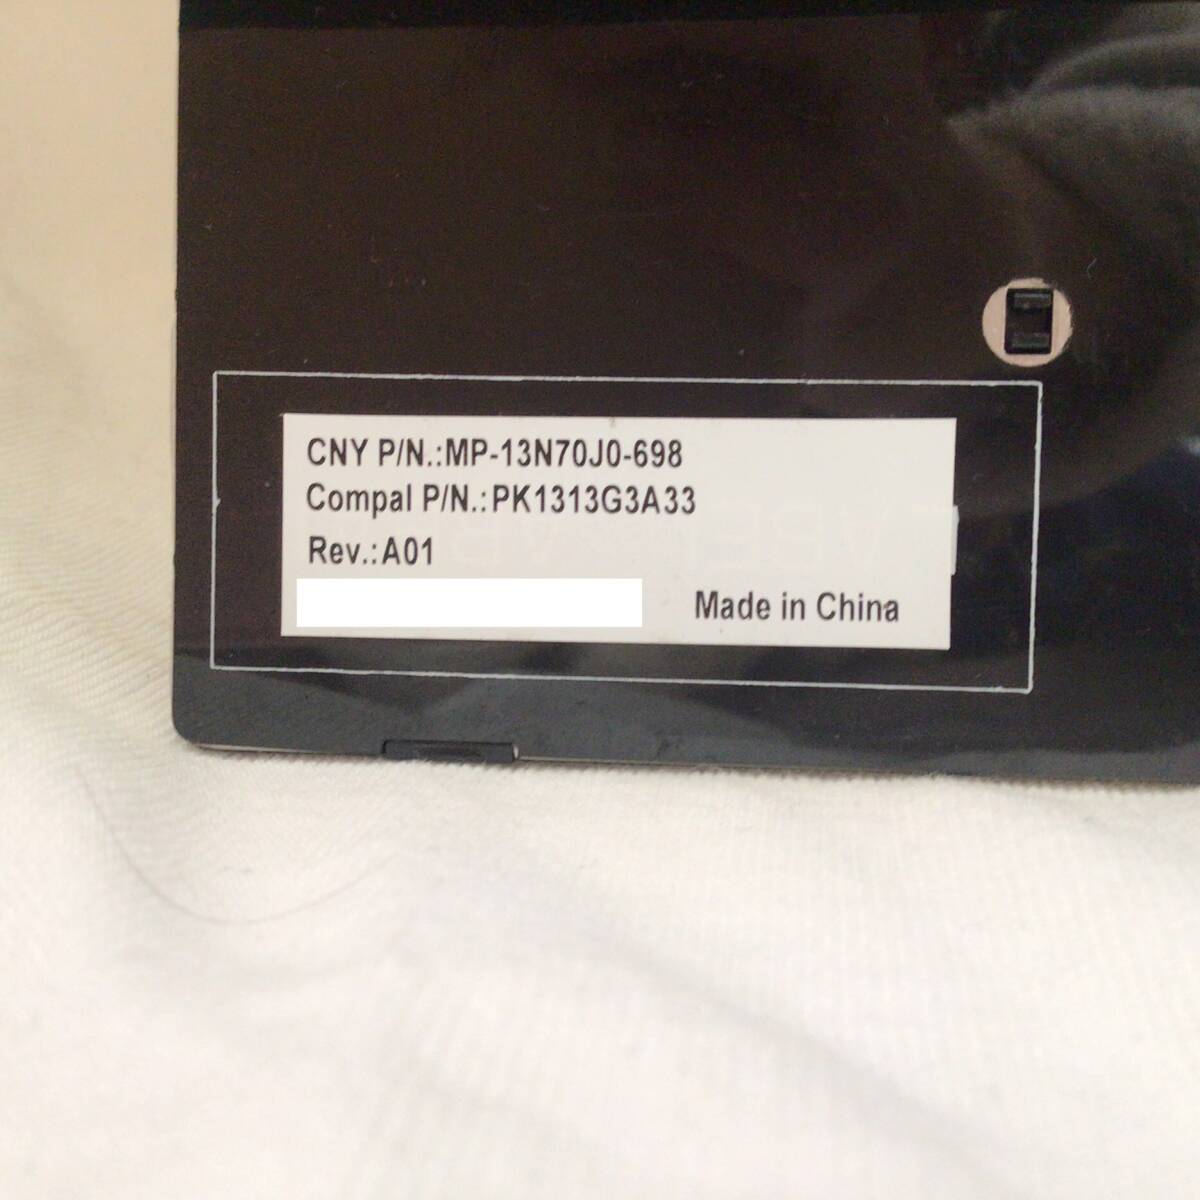 CNY P/N.:MP-13N70J0-698
Compal P/N.:PK1313G3A33
Rev.:A01
Made in China